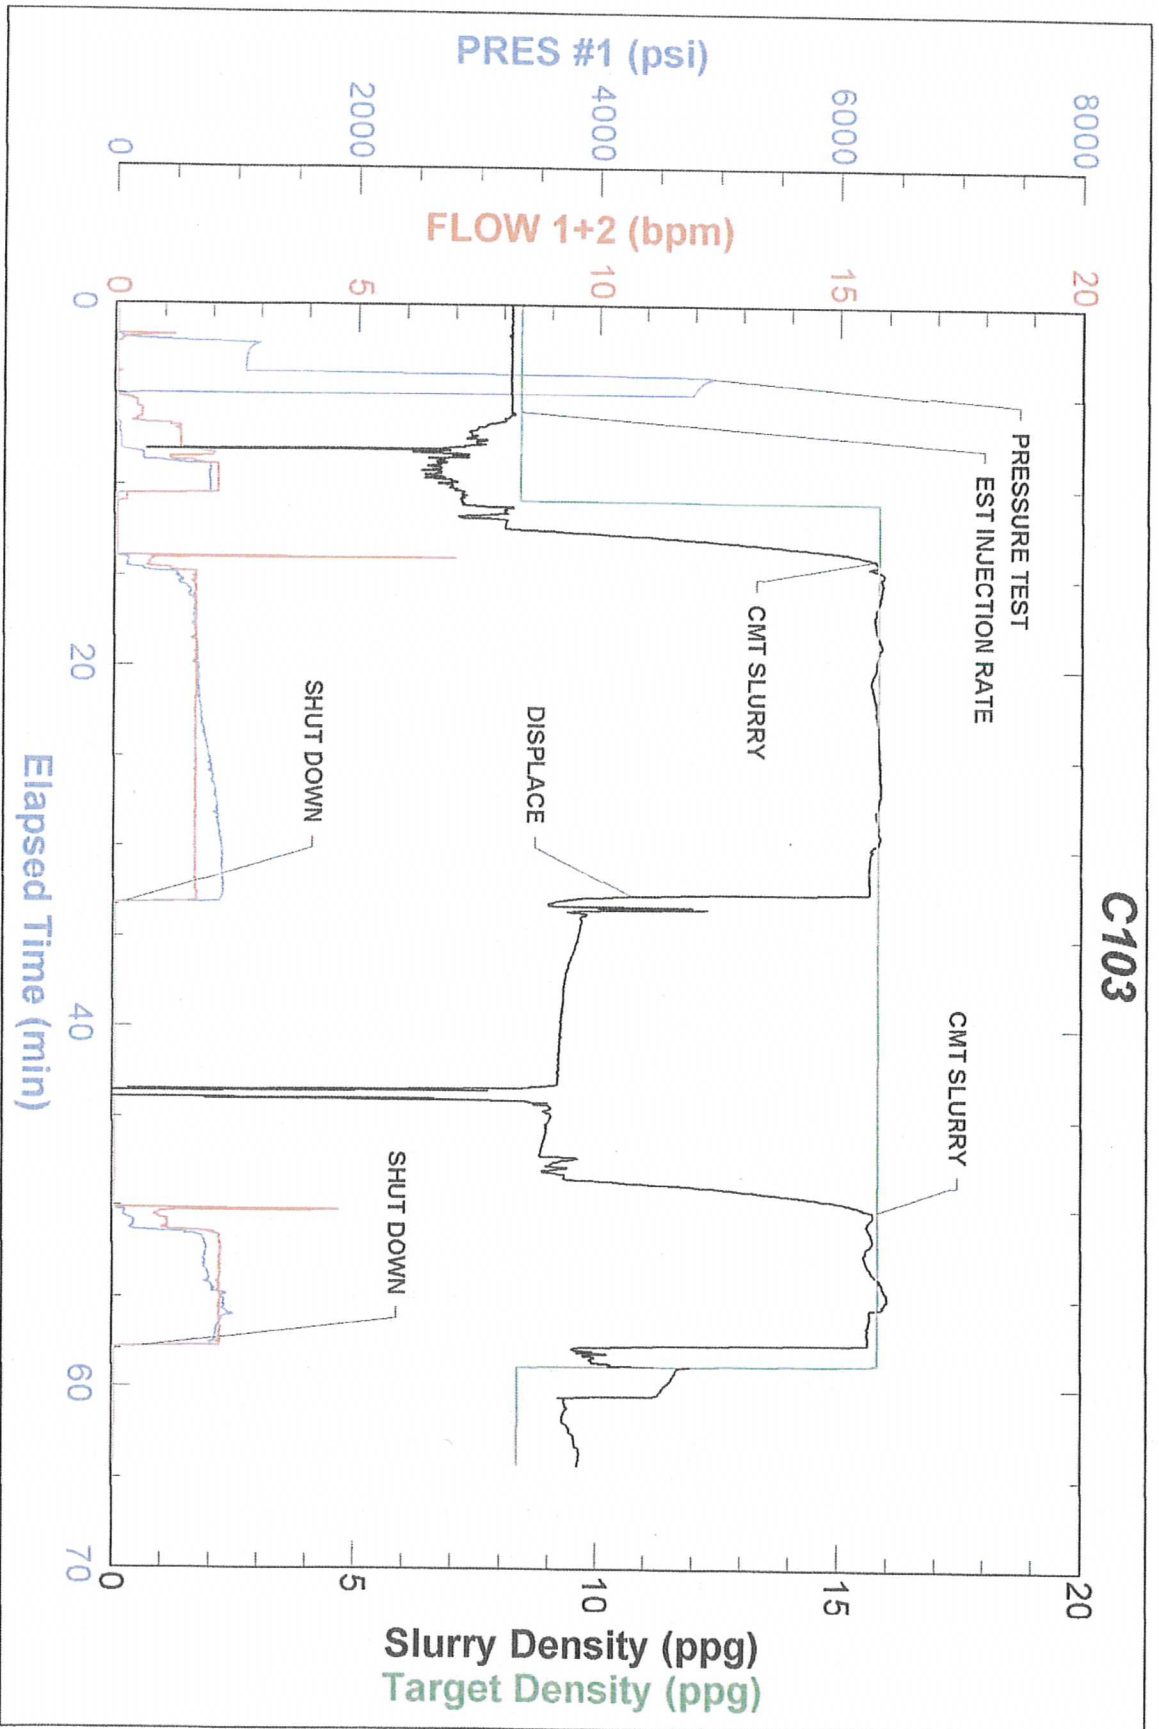 C103
PRES #1 (psi)
0
2000
4000
6000
8000
FLOW 1+2 (bpm)
0
5
10
15
20
PRESSURE TEST
EST INJECTION RATE
CMT SLURRY
DISPLACE
SHUT DOWN
CMT SLURRY
SHUT DOWN
0
20
40
60
70
Elapsed Time (min)
0
5
10
15
20
Slurry Density (ppg)
Target Density (ppg)